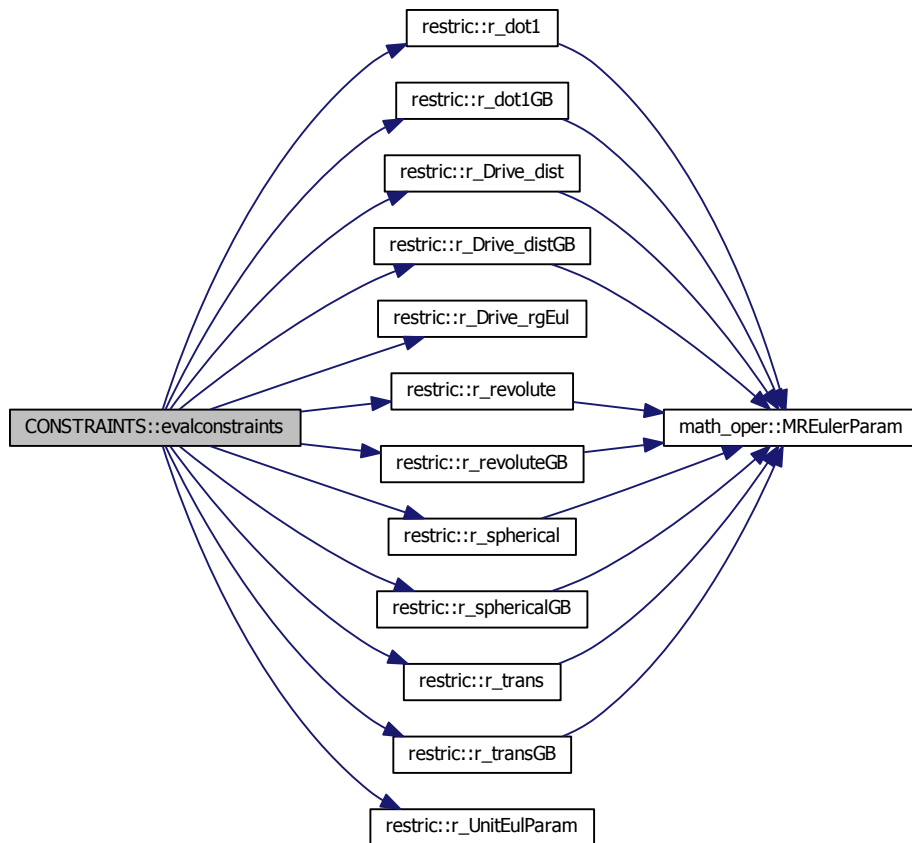 restric::r_dot1
restric::r_dot1GB
restric::r_Drive_dist
restric::r_Drive_distGB
restric::r_Drive_rgEul
restric::r_revolute
CONSTRAINTS::evalconstraints
math_oper::MREulerParam
restric::r_revoluteGB
restric::r_spherical
restric::r_sphericalGB
restric::r_trans
restric::r_transGB
restric::r_UnitEulParam